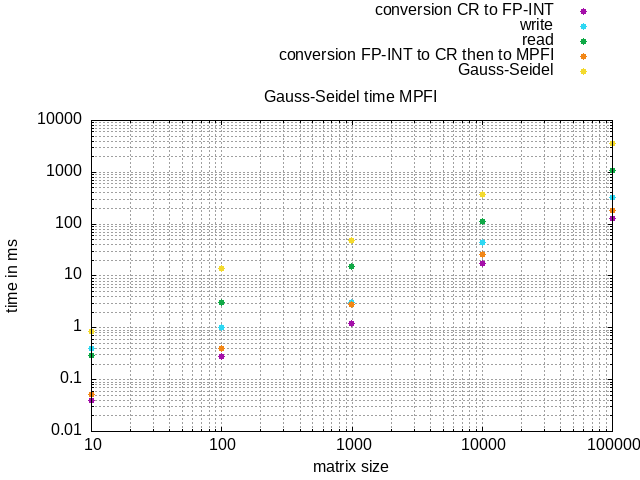 conversion CR to FP-INT
write
read
conversion FP-INT to CR then to MPFI
Gauss-Seidel
Gauss-Seidel time MPFI
10000
1000
100
10
1
0.1
0.01
time in ms
10 100 1000 10000 100000
matrix size